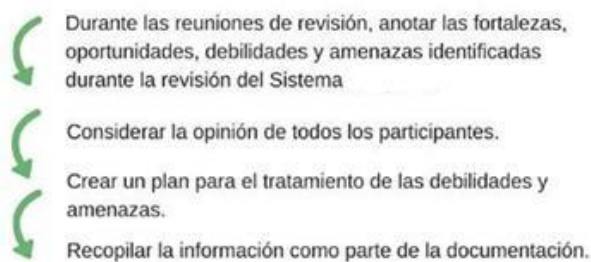 Durante las reuniones de revisión, anotar las fortalezas,
oportunidades, debilidades y amenazas identificadas
durante la revisión del Sistema
Considerar la opinión de todos los participantes.
Crear un plan para el tratamiento de las debilidades y
amenazas.
Recopilar la información como parte de la documentación.